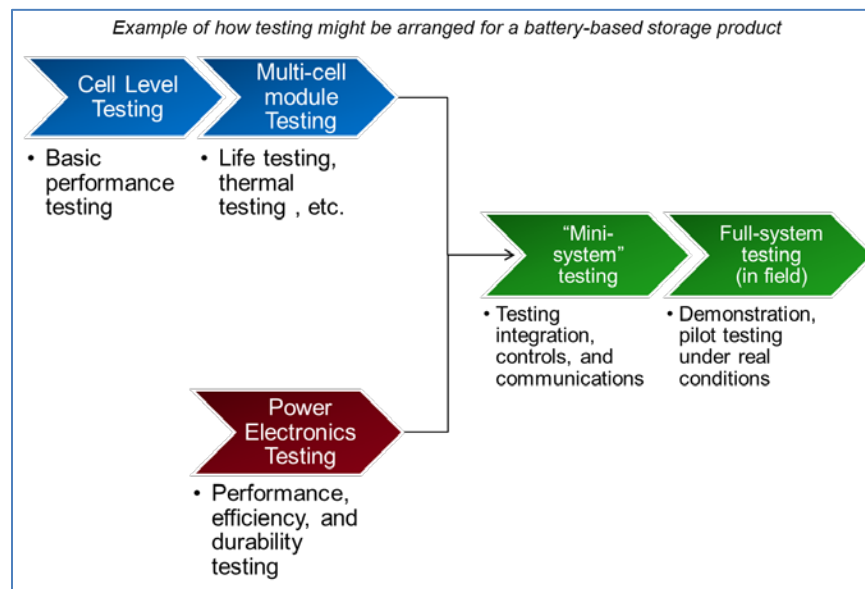 Example of how testing might be arranged for a battery-based storage product
Cell Level
Testing
• Basic
performance
testing
Multi-cell
module
Testing
• Life testing,
thermal
testing , etc.
Power
Electronics
Testing
• Performance,
efficiency, and
durability
testing
“Mini-
system”
testing
• Testing
integration,
controls, and
communications
Full-system
testing
(in field)
• Demonstration,
pilot testing
under real
conditions